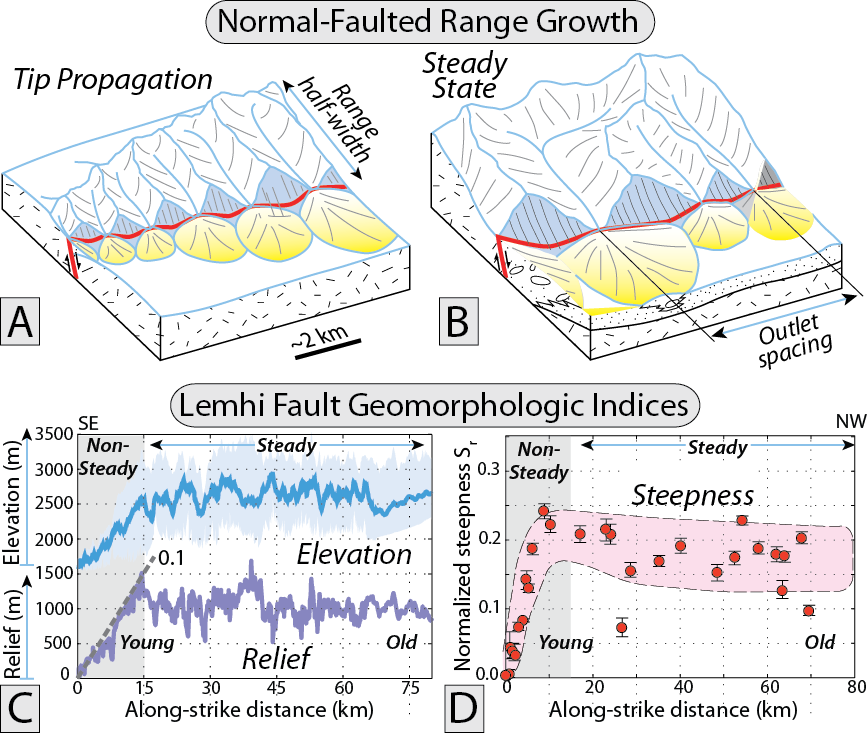 Normal-Faulted Range Growth
Tip Propagation
Range
half-width
A
~2 km
Steady
State
B
Outlet
spacing
Lemhi Fault Geomorphologic Indices
SE
Elevation (m)
Relief (m)
3500
3000
2500
2000
1500
1000
500
0
Non-
Steady
Steady
Elevation
0.1
Young
Relief
Old
0
15
30
45
60
75
Along-strike distance (km)
C
NW
Normalized steepness Sr
0.3
0.2
0.1
0.0
Non-
Steady
Steady
Steepness
Young
Old
0
20
40
60
80
Along-strike distance (km)
D